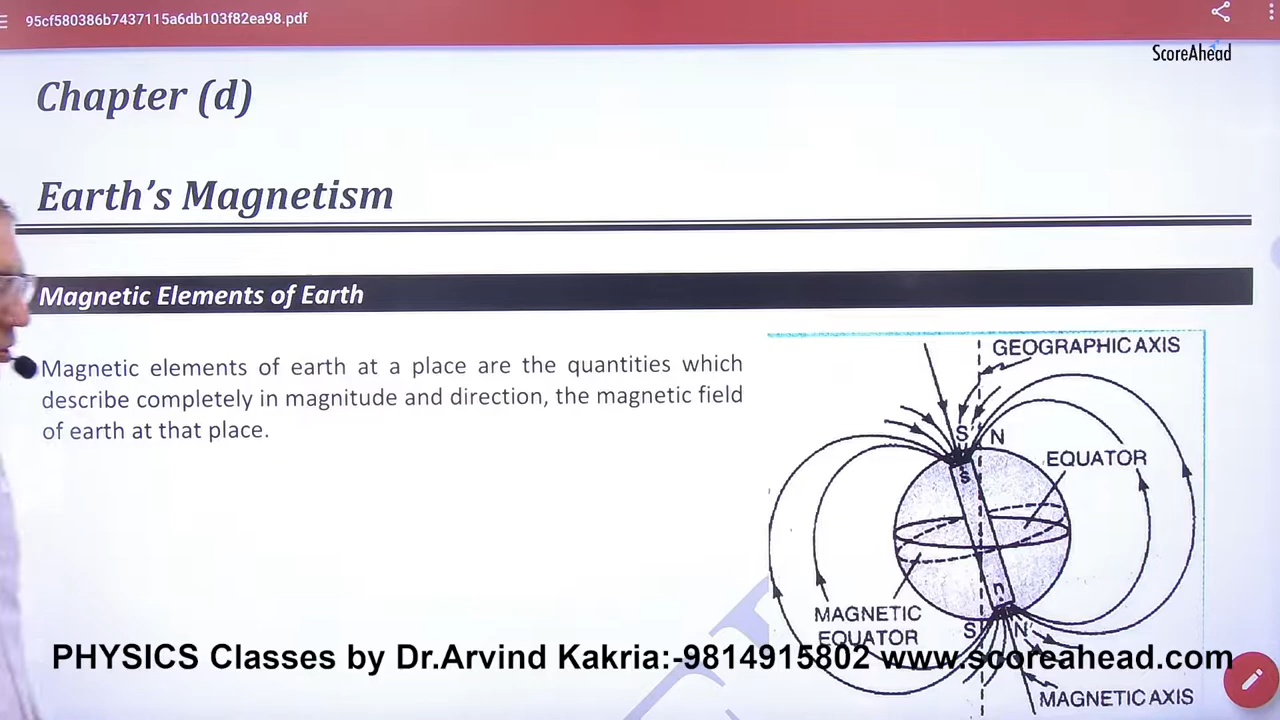 95cf580386b7437115a6db103f82ea98.pdf
ScoreAhead
Chapter (d)
Earth's Magnetism
Magnetic Elements of Earth
Magnetic elements of earth at a place are the quantities which
describe completely in magnitude and direction, the magnetic field
of earth at that place.
GEOGRAPHIC AXIS
S' N
EQUATOR
s
n
MAGNETIC
EQUATOR
S N'
MAGNETIC AXIS
PHYSICS Classes by Dr.Arvind Kakria:-9814915802 www.scoreahead.com